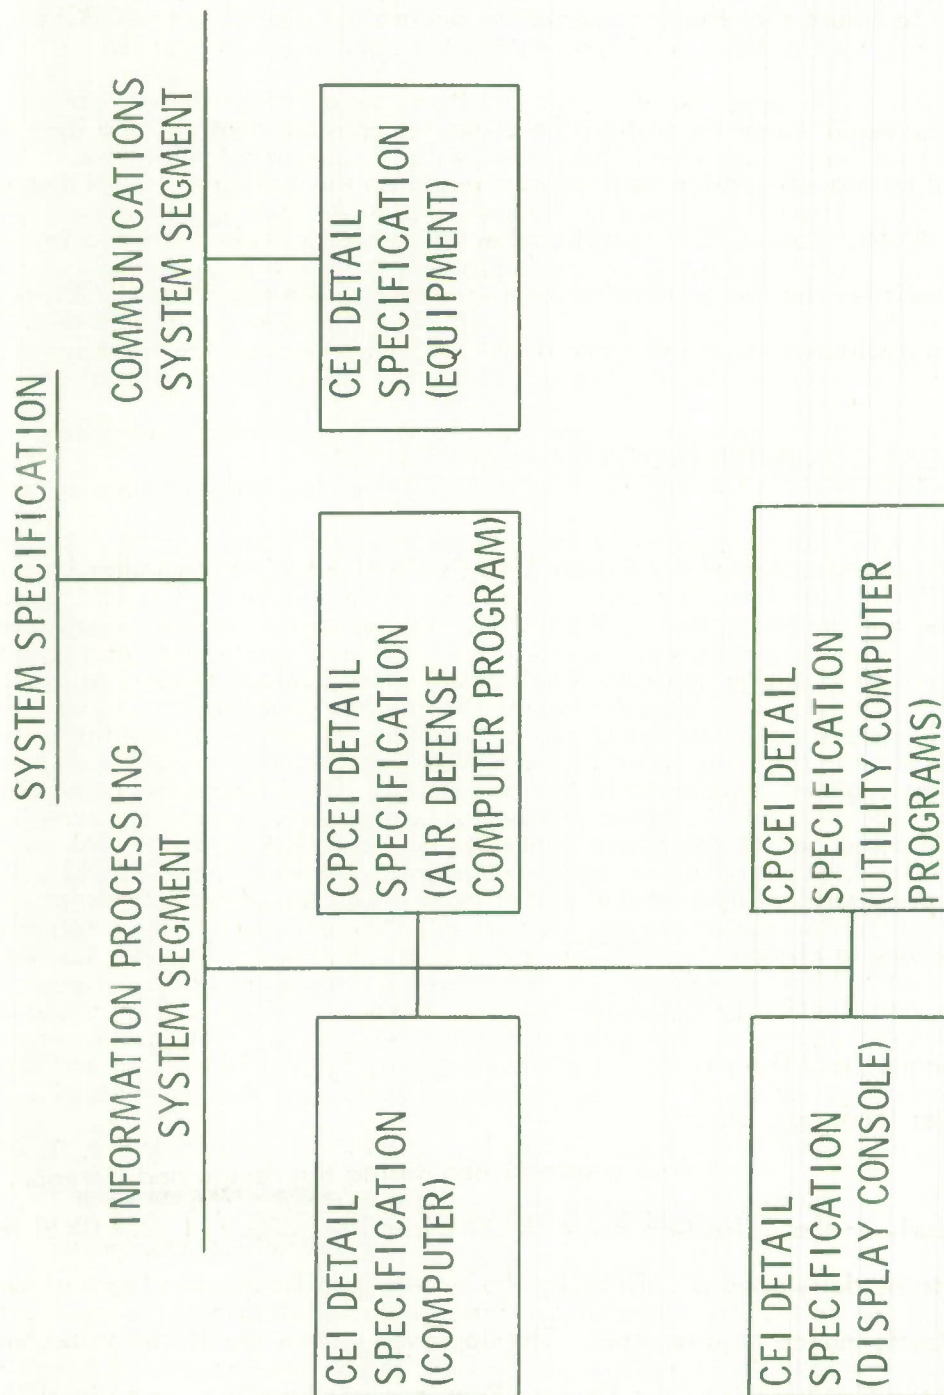 SYSTEM SPECIFICATION
INFORMATION PROCESSING
SYSTEM SEGMENT
COMMUNICATIONS
SYSTEM SEGMENT
CEI DETAIL
SPECIFICATION
(COMPUTER)
CPCEI DETAIL
SPECIFICATION
(AIR DEFENSE
COMPUTER PROGRAM)
CEI DETAIL
SPECIFICATION
(EQUIPMENT)
CEI DETAIL
SPECIFICATION
(DISPLAY CONSOLE)
CPCEI DETAIL
SPECIFICATION
(UTILITY COMPUTER
PROGRAMS)